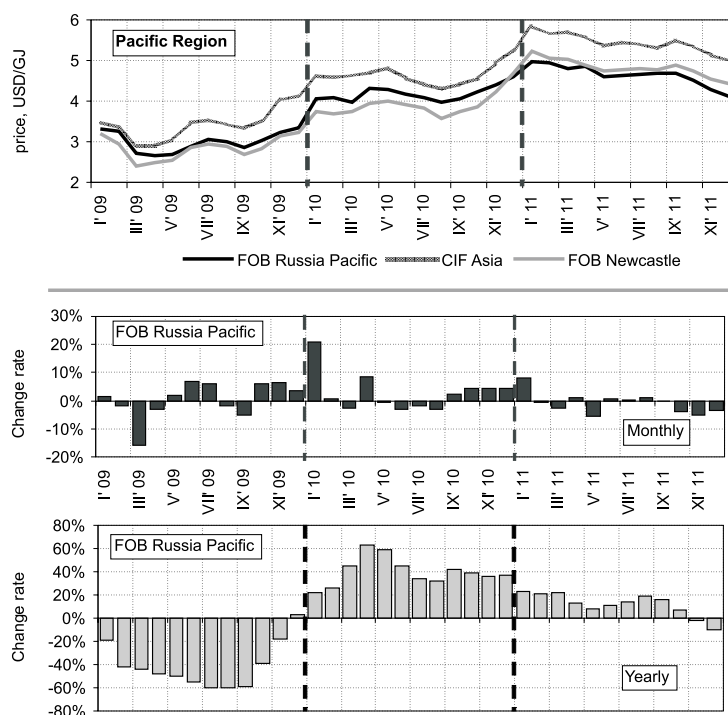 Pacific Region
price, USD/GJ
6
5
4
3
2
I' 09
III' 09
V' 09
VII' 09
IX' 09
XI' 09
I' 10
III' 10
V' 10
VII' 10
IX' 10
XI' 10
I' 11
III' 11
V' 11
VII' 11
IX' 11
XI' 11
FOB Russia Pacific CIF Asia FOB Newcastle
FOB Russia Pacific
Change rate
30%
20%
10%
0%
-10%
-20%
Monthly
I' 09
III' 09
V' 09
VII' 09
IX' 09
XI' 09
I' 10
III' 10
V' 10
VII' 10
IX' 10
XI' 10
I' 11
III' 11
V' 11
VII' 11
IX' 11
XI' 11
FOB Russia Pacific
Change rate
80%
60%
40%
20%
0%
-20%
-40%
-60%
-80%
Yearly